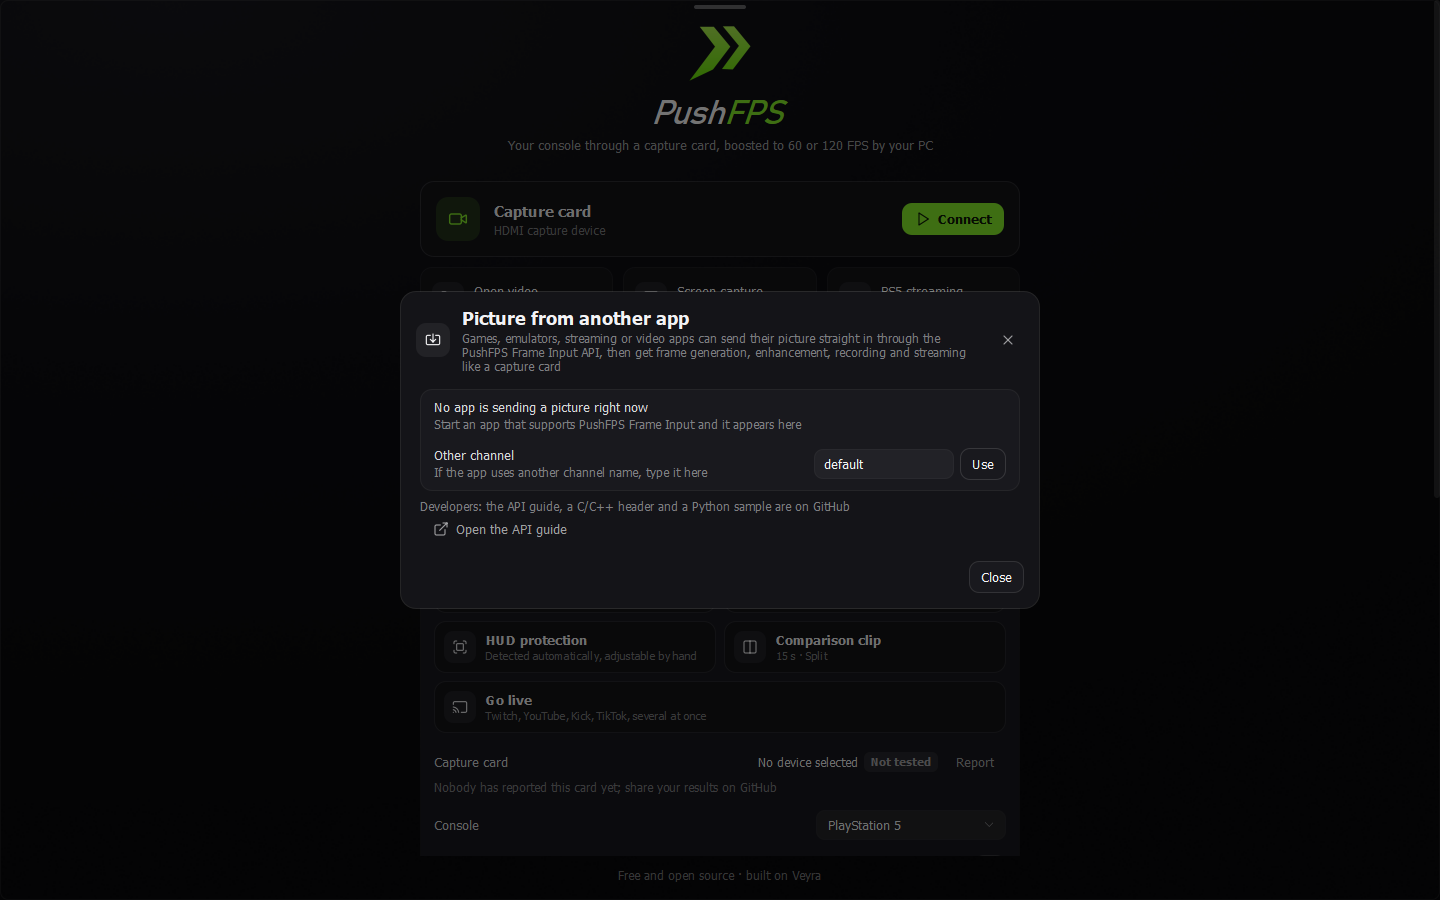 PushFPS
Your console through a capture card, boosted to 60 or 120 FPS by your PC
Capture card
HDMI capture device
Connect
Open video
Screen capture
PS5 streaming
Picture from another app
Games, emulators, streaming or video apps can send their picture straight in through the
PushFPS Frame Input API, then get frame generation, enhancement, recording and streaming
like a capture card
No app is sending a picture right now
Start an app that supports PushFPS Frame Input and it appears here
Other channel
If the app uses another channel name, type it here
default
Use
Developers: the API guide, a C/C++ header and a Python sample are on GitHub
Open the API guide
Close
HUD protection
Detected automatically, adjustable by hand
Comparison clip
15 s · Split
Go live
Twitch, YouTube, Kick, TikTok, several at once
Capture card
No device selected
Not tested
Report
Nobody has reported this card yet; share your results on GitHub
Console
PlayStation 5
Free and open source · built on Veyra